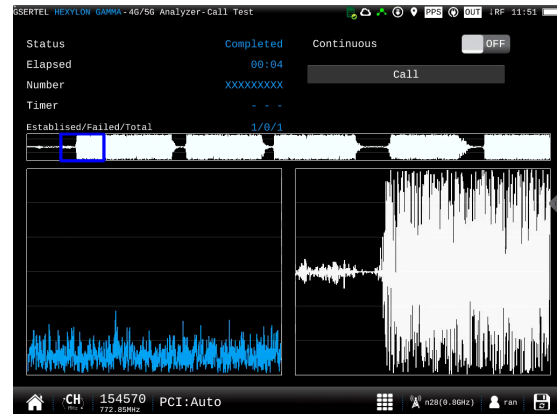 GSERTEL HEXYLON GAMMA-4G/5G Analyzer-Call Test PPS OUT ↓RF 11:51
Status Completed
Continuous OFF
Elapsed 00:04
Call
Number XXXXXXXXX
Timer - - -
Establised/Failed/Total 1/0/1
CH MHz 154570 772.85MHz PCI:Auto n28(0.8GHz) ran